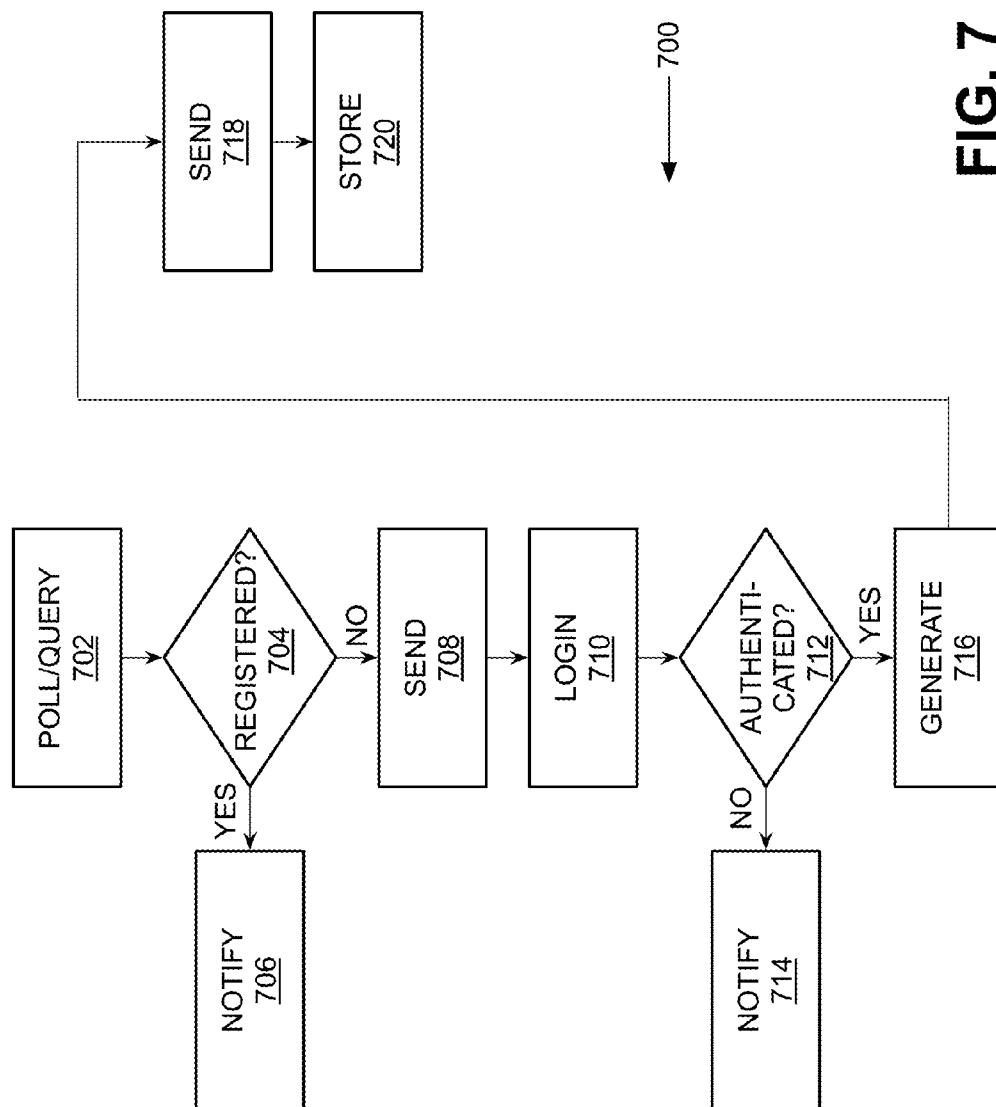 POLL/QUERY
702
REGISTERED?
704
YES
NOTIFY
706
NO
SEND
708
LOGIN
710
AUTHENTI-
CATED?
712
NO
NOTIFY
714
YES
GENERATE
716
SEND
718
STORE
720
700
FIG. 7